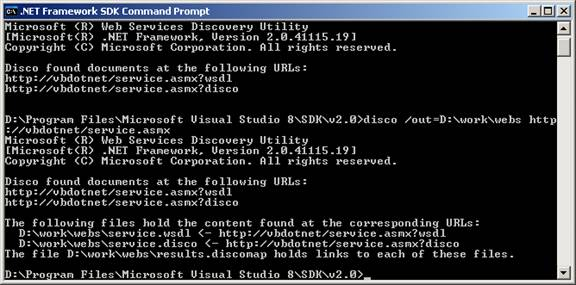 .NET Framework SDK Command Prompt
Microsoft (R) Web Services Discovery Utility
[Microsoft(R) .NET Framework, Version 2.0.41115.19]
Copyright (C) Microsoft Corporation. All rights reserved.
Disco found documents at the following URLs:
http://vbdotnet/service.asmx?wsdl
http://vbdotnet/service.asmx?disco
D:\Program Files\Microsoft Visual Studio 8\SDK\v2.0>disco /out=D:\work\webs http
://vbdotnet/service.asmx
Microsoft (R) Web Services Discovery Utility
[Microsoft(R) .NET Framework, Version 2.0.41115.19]
Copyright (C) Microsoft Corporation. All rights reserved.
Disco found documents at the following URLs:
http://vbdotnet/service.asmx?wsdl
http://vbdotnet/service.asmx?disco
The following files hold the content found at the corresponding URLs:
D:\work\webs\service.wsdl <- http://vbdotnet/service.asmx?wsdl
D:\work\webs\service.disco <- http://vbdotnet/service.asmx?disco
The file D:\work\webs\results.discomap holds links to each of these files.
D:\Program Files\Microsoft Visual Studio 8\SDK\v2.0>_